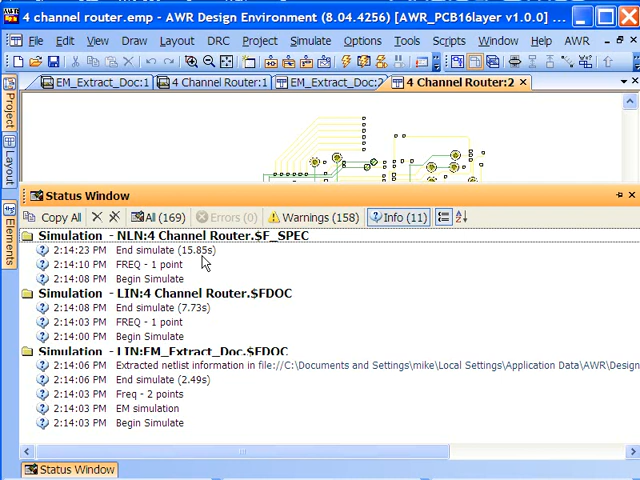 4 channel router.emp - AWR Design Environment (8.04.4256) [AWR_PCB16layer v1.0.0]
File Edit View Draw Layout DRC Project Simulate Options Tools Scripts Window Help AWR
EM_Extract_Doc:1 4 Channel Router:1 EM_Extract_Doc:2 4 Channel Router:2
Project
Layout
Elements
Status Window
Copy All All (169) Errors (0) Warnings (158) Info (11)
Simulation - NLN:4 Channel Router.$F_SPEC
2:14:23 PM End simulate (15.85s)
2:14:10 PM FREQ - 1 point
2:14:08 PM Begin Simulate
Simulation - LIN:4 Channel Router.$FDOC
2:14:08 PM End simulate (7.73s)
2:14:03 PM FREQ - 1 point
2:14:00 PM Begin Simulate
Simulation - LIN:EM_Extract_Doc.$FDOC
2:14:06 PM Extracted netlist information in file://C:\Documents and Settings\mike\Local Settings\Application Data\AWR\Design
2:14:06 PM End simulate (2.49s)
2:14:03 PM Freq - 2 points
2:14:03 PM EM simulation
2:14:03 PM Begin Simulate
Status Window